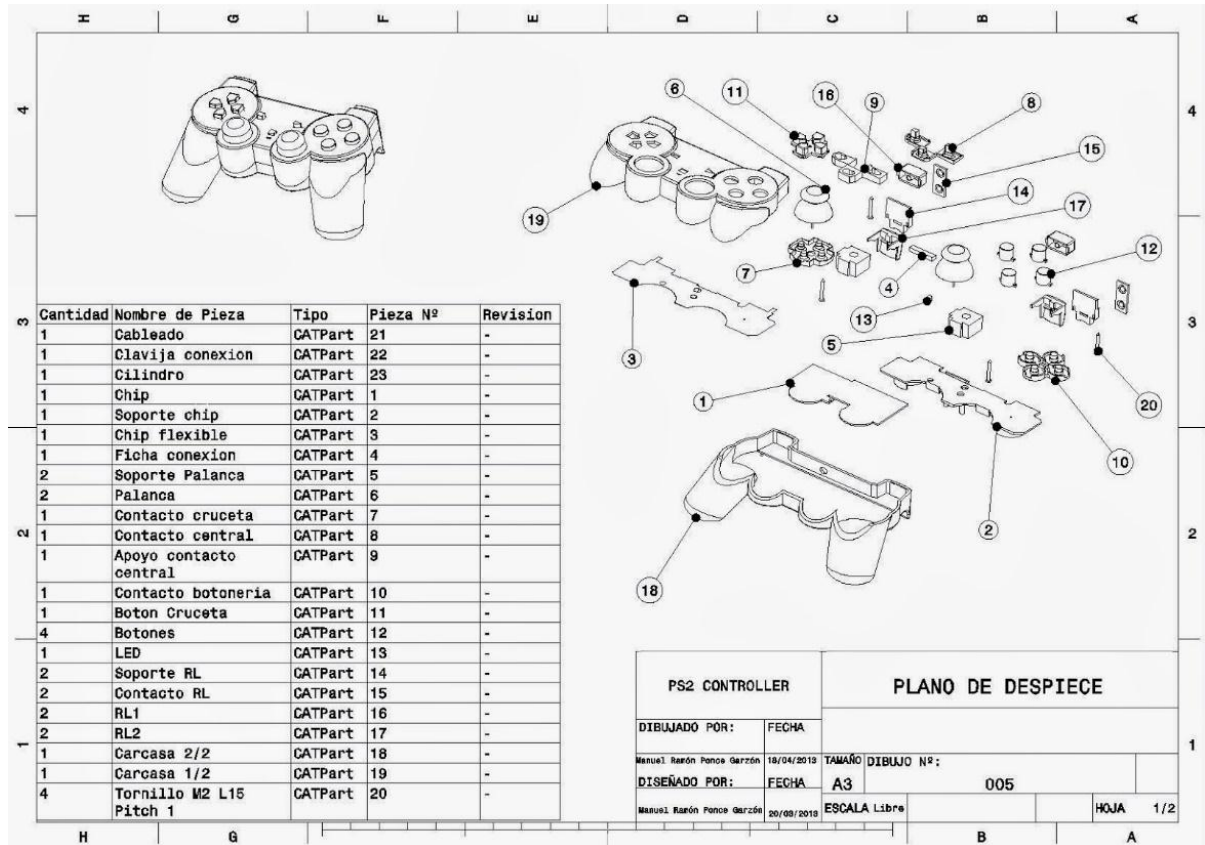 H G F E D C B A
4
4
3
3
2
2
1
1
6
11
16
9
8
15
14
17
19
7
4
12
13
3
5
1
20
10
2
18
Cantidad Nombre de Pieza Tipo Pieza Nº Revision
1 Cableado CATPart 21 -
1 Clavija conexion CATPart 22 -
1 Cilindro CATPart 23 -
1 Chip CATPart 1 -
1 Soporte chip CATPart 2 -
1 Chip flexible CATPart 3 -
1 Ficha conexion CATPart 4 -
2 Soporte Palanca CATPart 5 -
2 Palanca CATPart 6 -
1 Contacto cruceta CATPart 7 -
1 Contacto central CATPart 8 -
1 Apoyo contacto CATPart 9 -
central
1 Contacto botoneria CATPart 10 -
1 Boton Cruceta CATPart 11 -
4 Botones CATPart 12 -
1 LED CATPart 13 -
2 Soporte RL CATPart 14 -
2 Contacto RL CATPart 15 -
2 RL1 CATPart 16 -
2 RL2 CATPart 17 -
1 Carcasa 2/2 CATPart 18 -
1 Carcasa 1/2 CATPart 19 -
4 Tornillo M2 L15 CATPart 20 -
Pitch 1
PS2 CONTROLLER
PLANO DE DESPIECE
DIBUJADO POR: FECHA
Manuel Ramón Ponce Garzón 18/04/2013
DISEÑADO POR: FECHA
Manuel Ramón Ponce Garzón 20/03/2013
TAMAÑO DIBUJO Nº:
A3 005
ESCALA Libre HOJA 1/2
H G B A